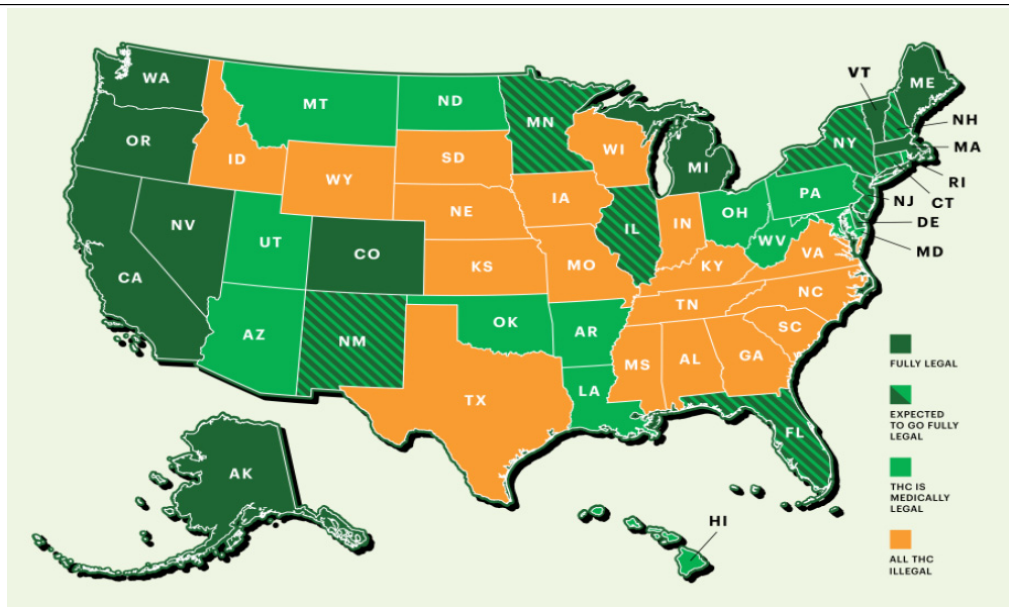 WA
MT
ND
MN
VT
ME
OR
ID
WY
SD
WI
MI
NY
NH
MA
RI
CT
NJ
DE
MD
NV
UT
CO
NE
IA
IL
IN
OH
PA
WV
VA
CA
KS
MO
KY
NC
AZ
NM
OK
AR
TN
SC
TX
LA
MS
AL
GA
FL
AK
HI
FULLY LEGAL
EXPECTED
TO GO FULLY
LEGAL
THC IS
MEDICALLY
LEGAL
ALL THC
ILLEGAL